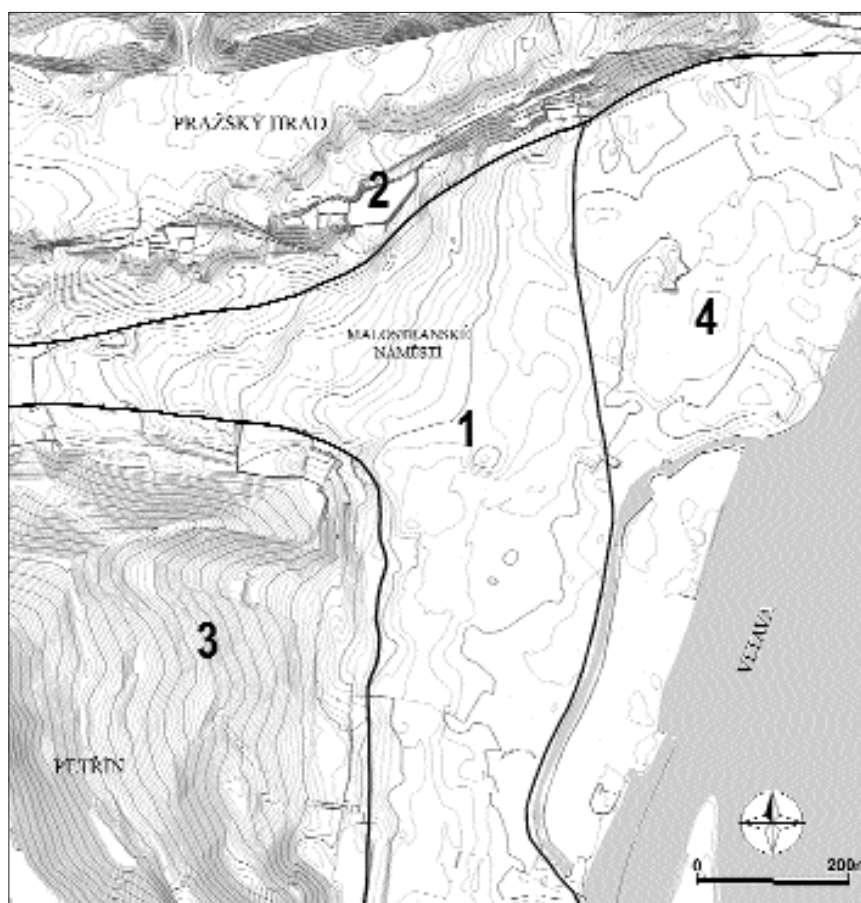 PRAŽSKÝ HRAD
2
MALOSTRANSKÉ
NÁMĚSTÍ
4
1
3
VLTAVA
PETŘÍN
0
200